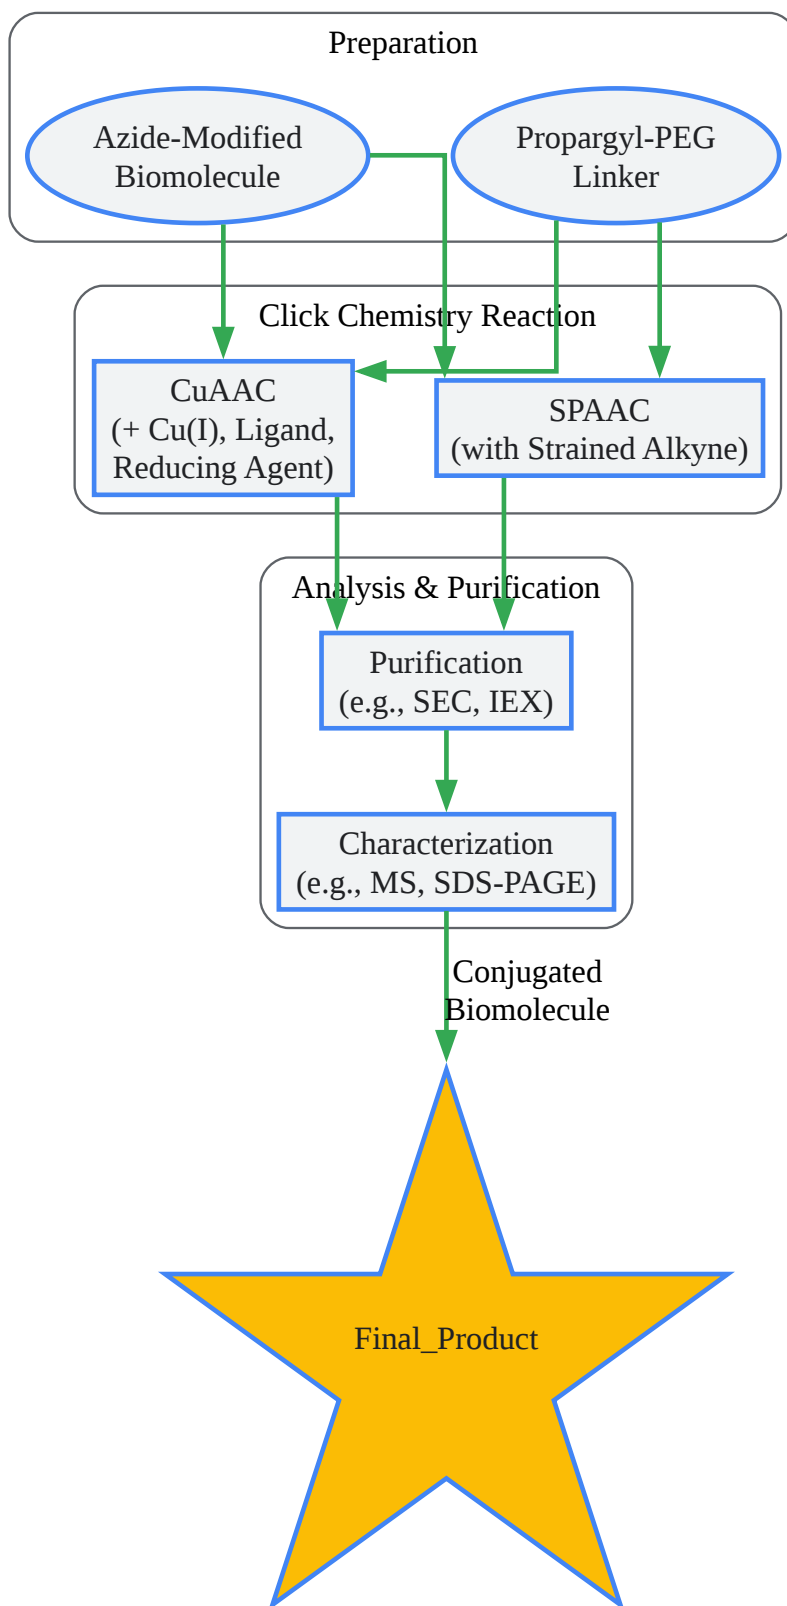 Preparation
Azide-Modified
Biomolecule
Propargyl-PEG
Linker
Click Chemistry Reaction
CuAAC
(+ Cu(I), Ligand,
Reducing Agent)
SPAAC
(with Strained Alkyne)
Analysis & Purification
Purification
(e.g., SEC, IEX)
Characterization
(e.g., MS, SDS-PAGE)
Conjugated
Biomolecule
Final_Product